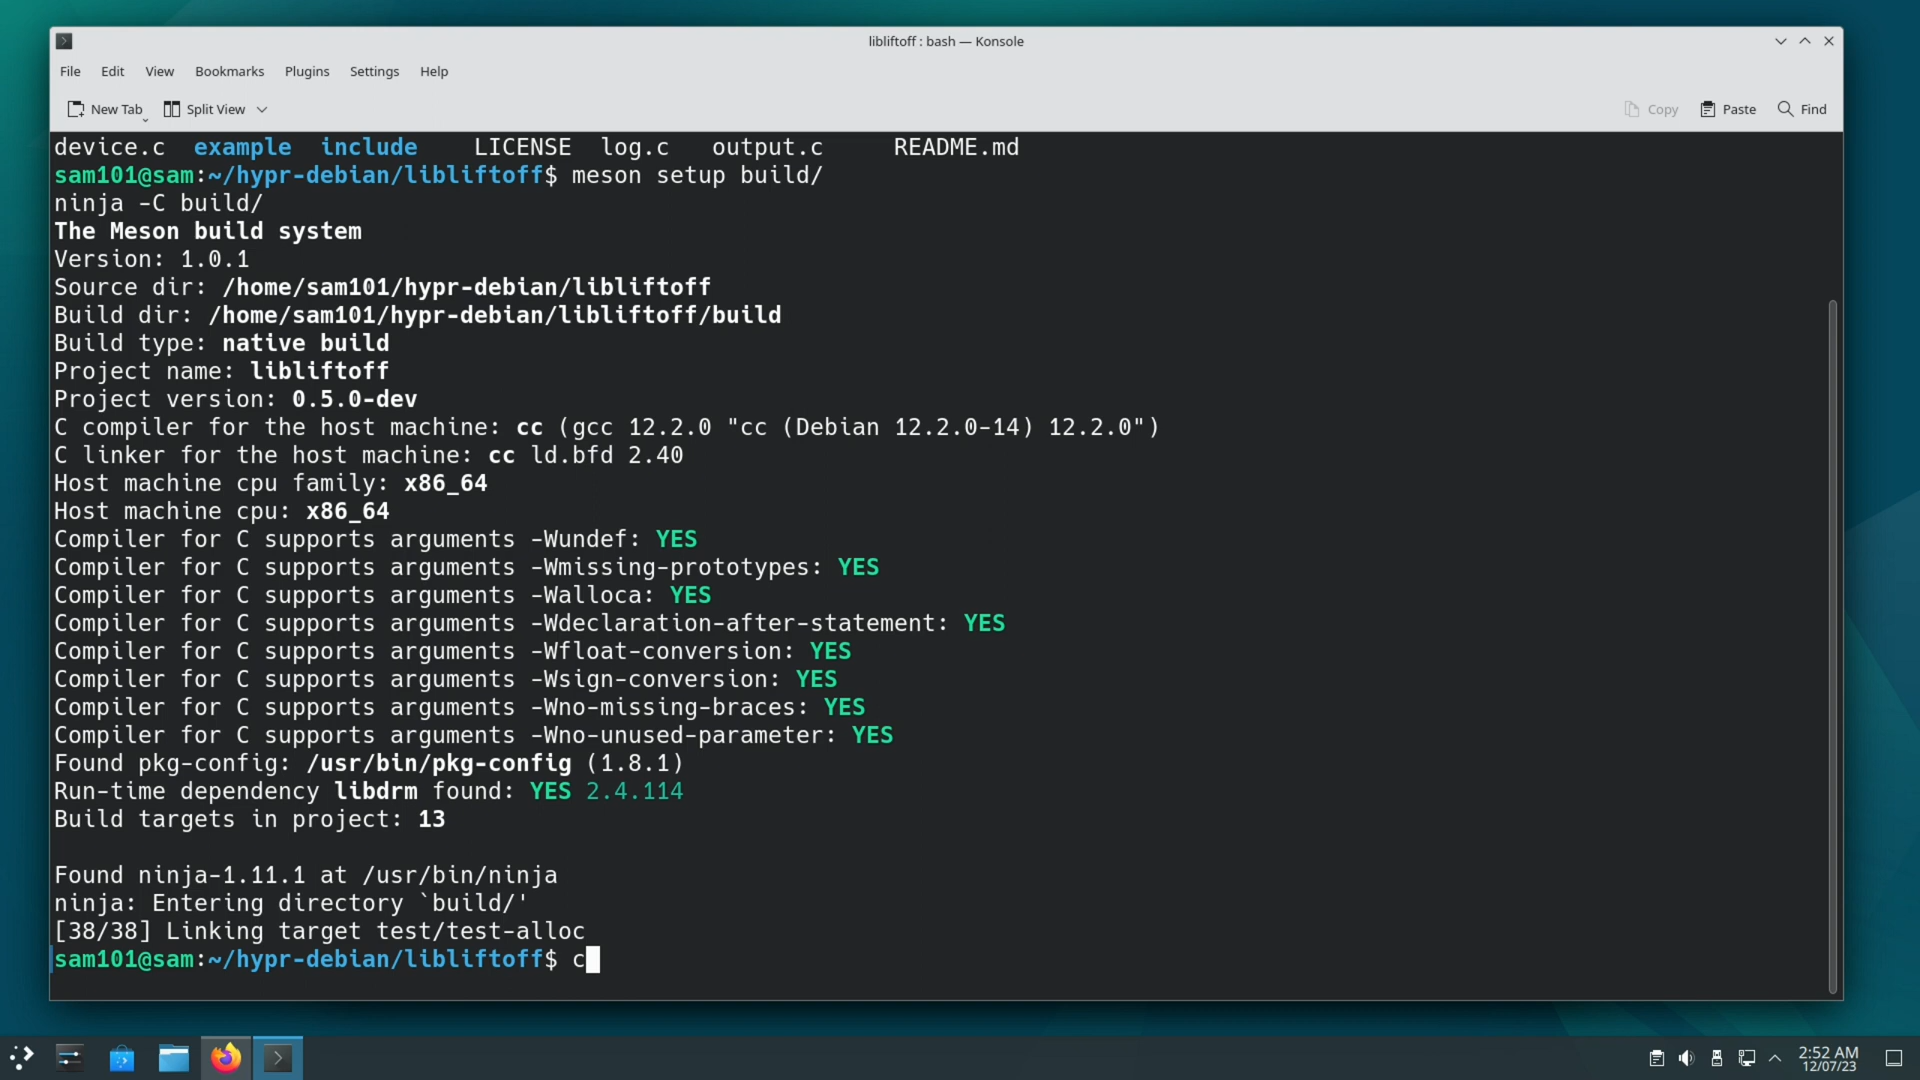 libliftoff : bash — Konsole
File Edit View Bookmarks Plugins Settings Help
New Tab Split View Copy Paste Find
device.c example include LICENSE log.c output.c README.md
sam101@sam:~/hypr-debian/libliftoff$ meson setup build/
ninja -C build/
The Meson build system
Version: 1.0.1
Source dir: /home/sam101/hypr-debian/libliftoff
Build dir: /home/sam101/hypr-debian/libliftoff/build
Build type: native build
Project name: libliftoff
Project version: 0.5.0-dev
C compiler for the host machine: cc (gcc 12.2.0 "cc (Debian 12.2.0-14) 12.2.0")
C linker for the host machine: cc ld.bfd 2.40
Host machine cpu family: x86_64
Host machine cpu: x86_64
Compiler for C supports arguments -Wundef: YES
Compiler for C supports arguments -Wmissing-prototypes: YES
Compiler for C supports arguments -Walloca: YES
Compiler for C supports arguments -Wdeclaration-after-statement: YES
Compiler for C supports arguments -Wfloat-conversion: YES
Compiler for C supports arguments -Wsign-conversion: YES
Compiler for C supports arguments -Wno-missing-braces: YES
Compiler for C supports arguments -Wno-unused-parameter: YES
Found pkg-config: /usr/bin/pkg-config (1.8.1)
Run-time dependency libdrm found: YES 2.4.114
Build targets in project: 13
Found ninja-1.11.1 at /usr/bin/ninja
ninja: Entering directory `build/'
[38/38] Linking target test/test-alloc
sam101@sam:~/hypr-debian/libliftoff$ c
2:52 AM
12/07/23